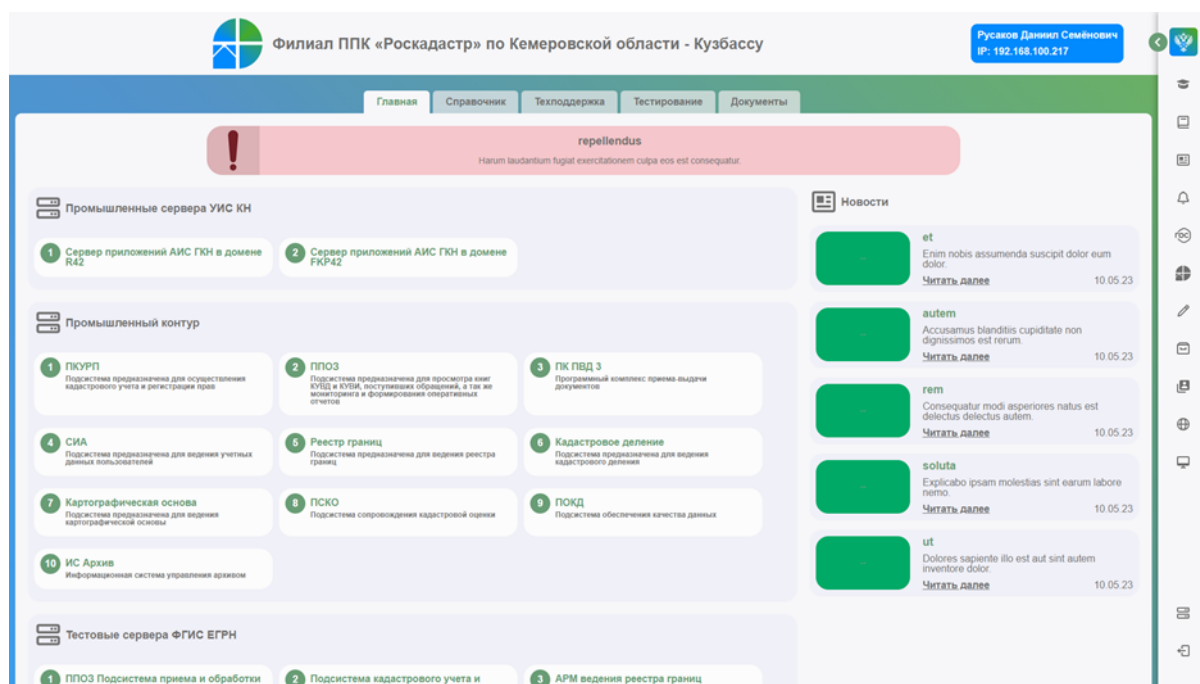 Филиал ППК «Роскадастр» по Кемеровской области - Кузбассу
Русаков Даниил Семёнович
IP: 192.168.100.217
Главная
Справочник
Техподдержка
Тестирование
Документы
repellendus
Harum laudantium fugiat exercitationem culpa eos est consequatur.
Промышленные сервера УИС КН
1
Сервер приложений АИС ГКН в домене
R42
2
Сервер приложений АИС ГКН в домене
FKP42
Промышленный контур
1
ПКУРП
Подсистема предназначена для осуществления
кадастрового учета и регистрации прав
2
ППОЗ
Подсистема предназначена для просмотра книг
КУВД и КУВИ, поступивших обращений, а так же
мониторинга и формирования оперативных
отчетов
3
ПК ПВД 3
Программный комплекс приема-выдачи
документов
4
СИА
Подсистема предназначена для ведения учетных
данных пользователей
5
Реестр границ
Подсистема предназначена для ведения реестра
границ
6
Кадастровое деление
Подсистема предназначена для ведения
кадастрового деления
7
Картографическая основа
Подсистема предназначена для ведения
картографической основы
8
ПСКО
Подсистема сопровождения кадастровой оценки
9
ПОКД
Подсистема обеспечения качества данных
10
ИС Архив
Информационная система управления архивом
Тестовые сервера ФГИС ЕГРН
1
ППОЗ Подсистема приема и обработки
2
Подсистема кадастрового учета и
3
АРМ ведения реестра границ
Новости
et
Enim nobis assumenda suscipit dolor eum
dolor.
Читать далее
10.05.23
autem
Accusamus blanditiis cupiditate non
dignissimos est rerum.
Читать далее
10.05.23
rem
Consequatur modi asperiores natus est
delectus delectus autem.
Читать далее
10.05.23
soluta
Explicabo ipsam molestias sint earum labore
nemo.
Читать далее
10.05.23
ut
Dolores sapiente illo est aut sint autem
inventore dolor.
Читать далее
10.05.23